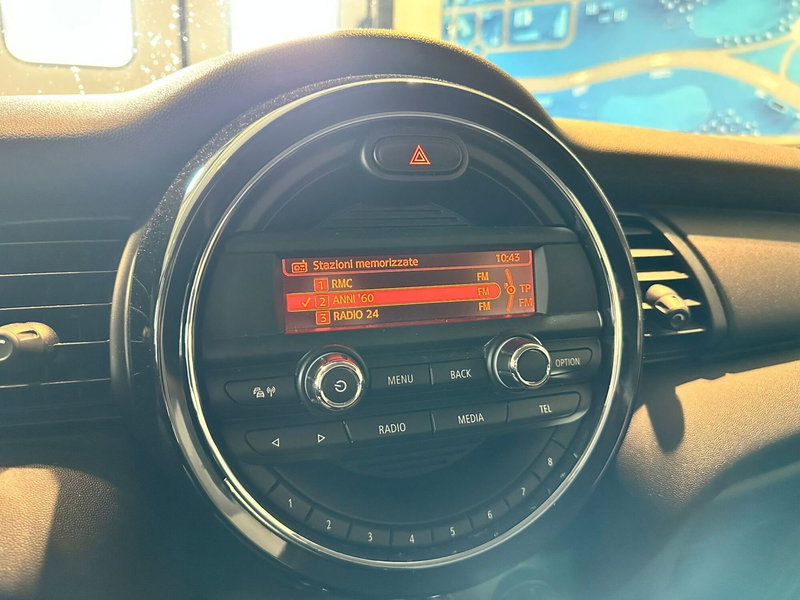 Stazioni memorizzate 10:43
1 RMC FM
✓ 2 ANNI '60 FM TP
3 RADIO 24 FM FM
MENU BACK OPTION
RADIO MEDIA TEL
1 2 3 4 5 6 7 8